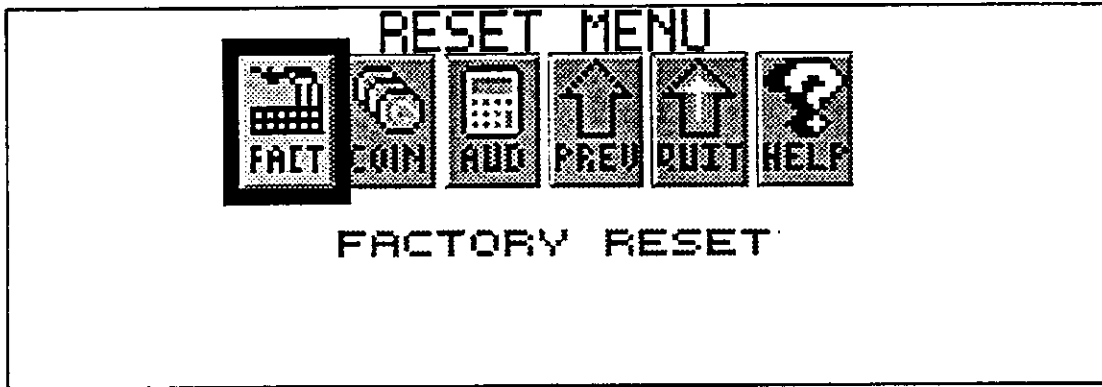 RESET MENU
FACT COIN AUD PREV QUIT HELP
FACTORY RESET